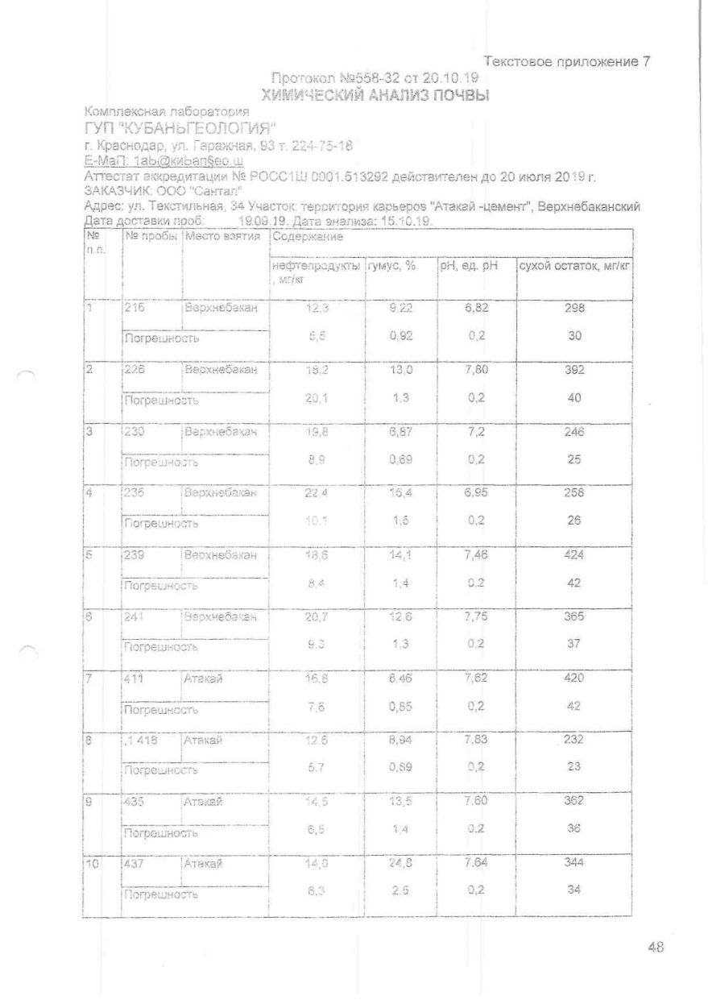 Текстовое приложение 7
Протокол №558-32 от 20.10.19
ХИМИЧЕСКИЙ АНАЛИЗ ПОЧВЫ
Комплексная лаборатория
ГУП "КУБАНЬГЕОЛОГИЯ"
г. Краснодар, ул. Гаражная, 93 т. 224-75-18
E-МаП: 1ab@киban§ео.ш
Аттестат аккредитации № РОСС1Ш 0001.513292 действителен до 20 июля 2019 г.
ЗАКАЗЧИК: ООО "Сантал"
Адрес: ул. Текстильная, 34 Участок: территория карьеров "Атакай -цемент", Верхнебаканский
Дата доставки проб: 19.09.19. Дата анализа: 15.10.19.
№ п.п. № пробы Место взятия Содержание
нефтепродукты, мг/кг гумус, % pH, ед. pH сухой остаток, мг/кг
1 216 Верхнебакан 12,3 9,22 6,82 298
Погрешность 5,5 0,92 0,2 30
2 226 Верхнебакан 18,2 13,0 7,80 392
Погрешность 20,1 1,3 0,2 40
3 230 Верхнебакан 19,8 6,87 7,2 246
Погрешность 8,9 0,69 0,2 25
4 235 Верхнебакан 22,4 15,4 6,95 258
Погрешность 10,1 1,5 0,2 26
5 239 Верхнебакан 18,6 14,1 7,46 424
Погрешность 8,4 1,4 0.2 42
6 241 Верхнебакан 20,7 12,6 7,75 365
Погрешность 9.3 1,3 0,2 37
7 411 Атакай 16,8 8,46 7,62 420
Погрешность 7,6 0,85 0,2 42
8 ,1 418 Атакай 12,6 8,94 7,83 232
Погрешность 5.7 0,89 0,2 23
9 435 Атакай 14,5 13,5 7.60 362
Погрешность 6,5 1,4 0.2 36
10 437 Атакай 14,0 24,8 7.64 344
Погрешность 6,3 2.5 0,2 34
48